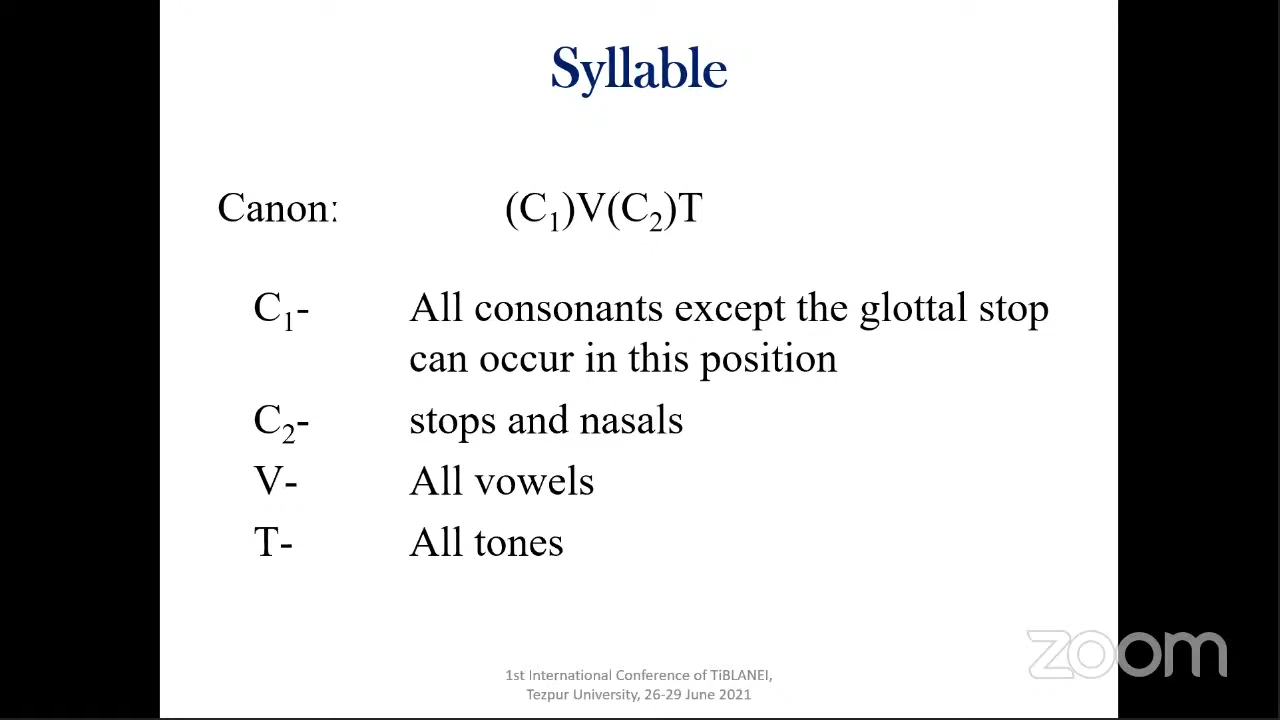 Syllable
Canon: (C₁)V(C₂)T
C₁- All consonants except the glottal stop
can occur in this position
C₂- stops and nasals
V- All vowels
T- All tones
zoom
1st International Conference of TiBLANEI,
Tezpur University, 26-29 June 2021